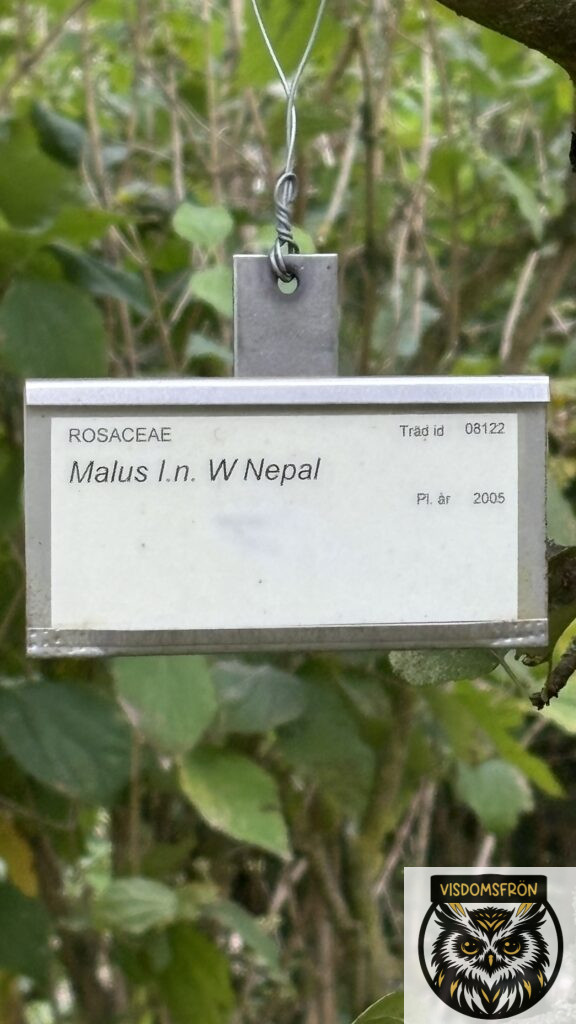 ROSACEAE Träd id 08122
Malus l.n. W Nepal
Pl. år 2005
VISDOMSFRÖN